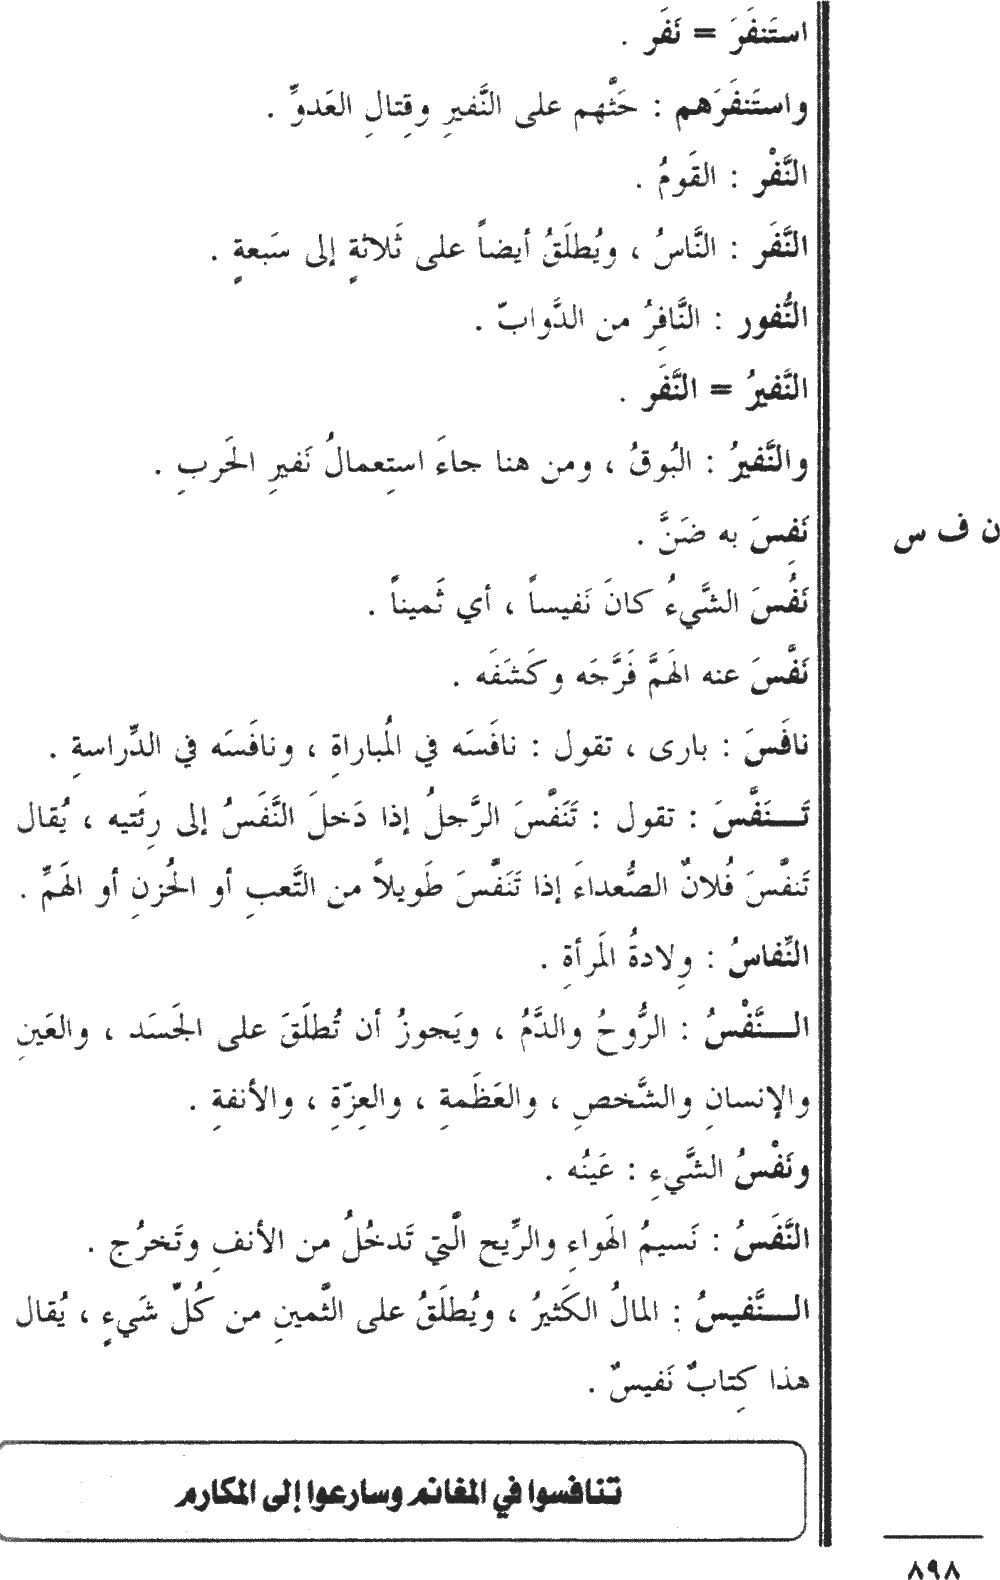 استَنفَرَ = نَفَر .
واستَنفَرَهم : حَثَّهم على النَّفيرِ وقِتالِ العَدوِّ .
النَّفْر : القَومُ .
النَّفَر : النَّاسُ ، ويُطلَقُ أيضاً على ثَلاثةٍ إلى سَبعةٍ .
النُّفور : النَّافِرُ من الدَّوابّ .
النَّفيرُ = النَّفَر .
والنَّفيرُ : البُوقُ ، ومن هنا جاءَ استِعمالُ نَفيرِ الحَربِ .
ن ف س
نَفِسَ به ضَنَّ .
نَفُسَ الشَّيءُ كانَ نَفيساً ، أي ثَميناً .
نَفَّسَ عنه الهَمَّ فَرَّجَه وكَشَفَه .
نافَسَ : بارى ، تقول : نافَسَه في المُباراةِ ، ونافَسَه في الدِّراسةِ .
تَـــنَفَّسَ : تقول : تَنَفَّسَ الرَّجلُ إذا دَخلَ النَّفَسُ إلى رِئَتيه ، يُقال
تَنفَّسَ فُلانٌ الصُّعداءَ إذا تَنَفَّسَ طَويلاً من التَّعبِ أو الحُزنِ أو الهَمِّ .
النِّفاسُ : وِلادةُ المَرأةِ .
الـــنَّفْسُ : الرُّوحُ والدَّمُ ، ويَجوزُ أن تُطلَقَ على الجَسَد ، والعَينِ
والإنسانِ والشَّخصِ ، والعَظَمةِ ، والعِزّةِ ، والأنفةِ .
ونَفْسُ الشَّيءِ : عَينُه .
النَّفَسُ : نَسيمُ الهَواءِ والرِّيح الَّتي تَدخُلُ من الأنفِ وتَخرُج .
الـــنَّفيسُ : المالُ الكَثيرُ ، ويُطلَقُ على الثَّمينِ من كُلِّ شَيءٍ ، يُقال
هذا كِتابٌ نَفيسٌ .
تنافسوا في المغانم وسارعوا إلى المكارم
٨٩٨